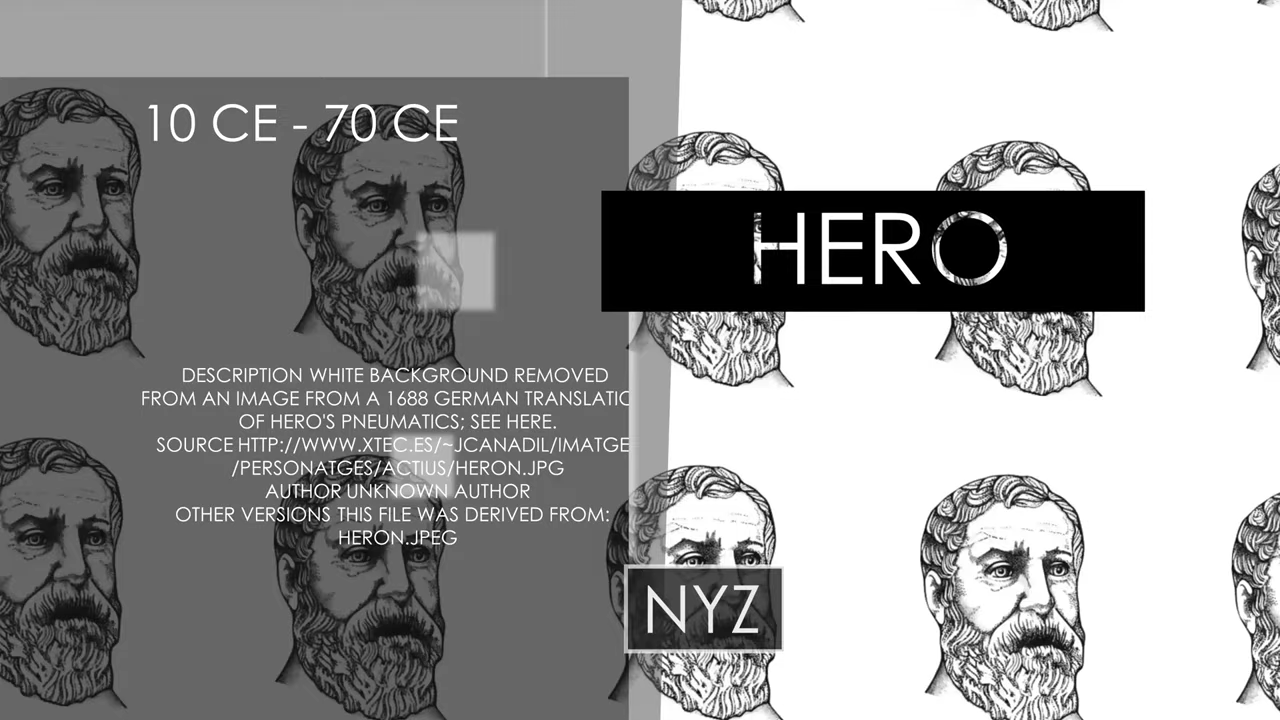 10 CE - 70 CE
HERO
DESCRIPTION WHITE BACKGROUND REMOVED
FROM AN IMAGE FROM A 1688 GERMAN TRANSLATIO
OF HERO'S PNEUMATICS; SEE HERE.
SOURCE HTTP://WWW.XTEC.ES/~JCANADIL/IMATGE
/PERSONATGES/ACTIUS/HERON.JPG
AUTHOR UNKNOWN AUTHOR
OTHER VERSIONS THIS FILE WAS DERIVED FROM:
HERON.JPEG
NYZ